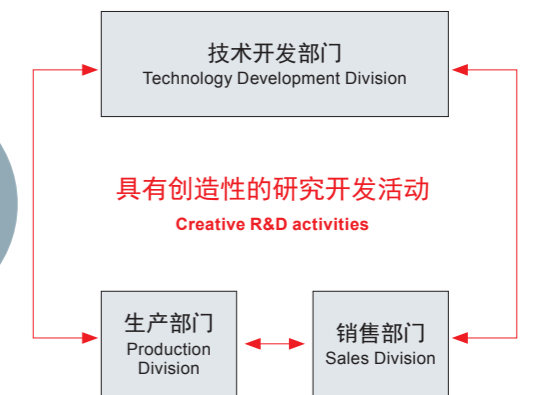 技术开发部门
Technology Development Division
具有创造性的研究开发活动
Creative R&D activities
生产部门
Production
Division
销售部门
Sales Division